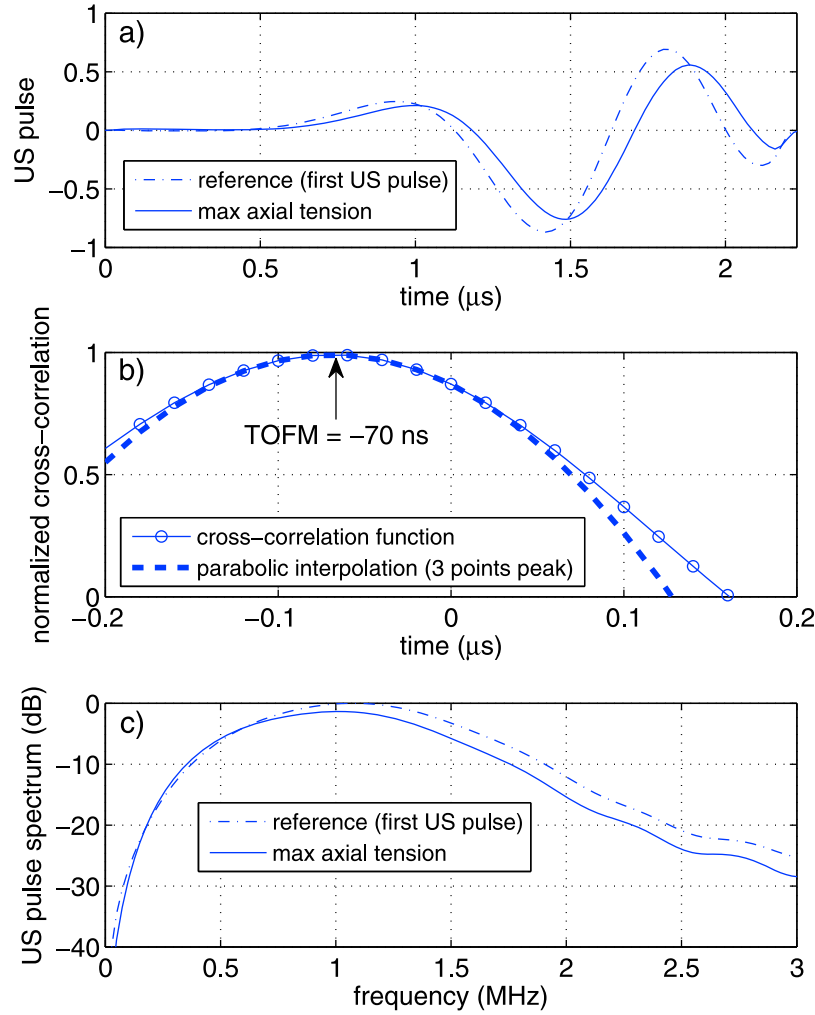 a)
US pulse
1
0.5
0
−0.5
−1
reference (first US pulse)
max axial tension
0 0.5 1 1.5 2
time (μs)
b)
normalized cross−correlation
1
0.5
0
TOFM = −70 ns
cross−correlation function
parabolic interpolation (3 points peak)
−0.2 −0.1 0 0.1 0.2
time (μs)
c)
US pulse spectrum (dB)
0
−10
−20
−30
−40
reference (first US pulse)
max axial tension
0 0.5 1 1.5 2 2.5 3
frequency (MHz)